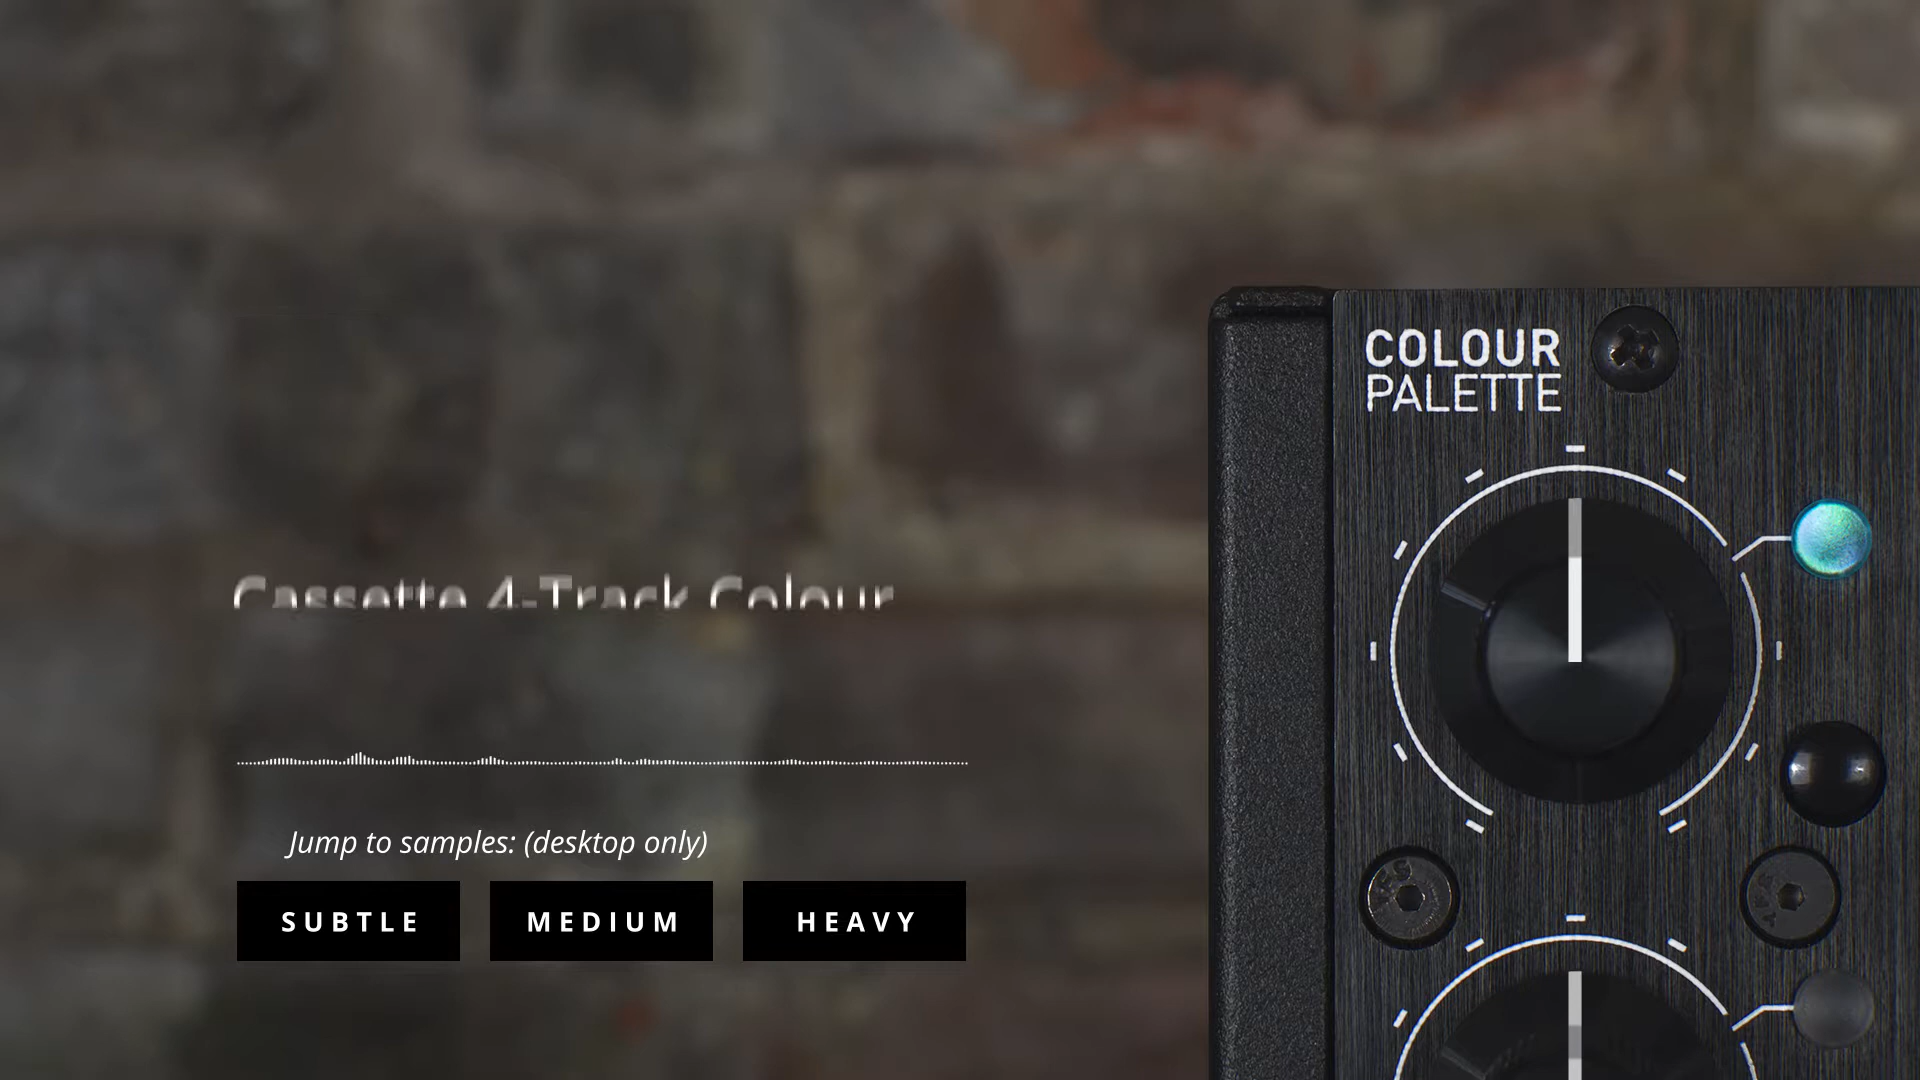 COLOUR
PALETTE
Cassette 4-Track Colour
Jump to samples: (desktop only)
SUBTLE MEDIUM HEAVY